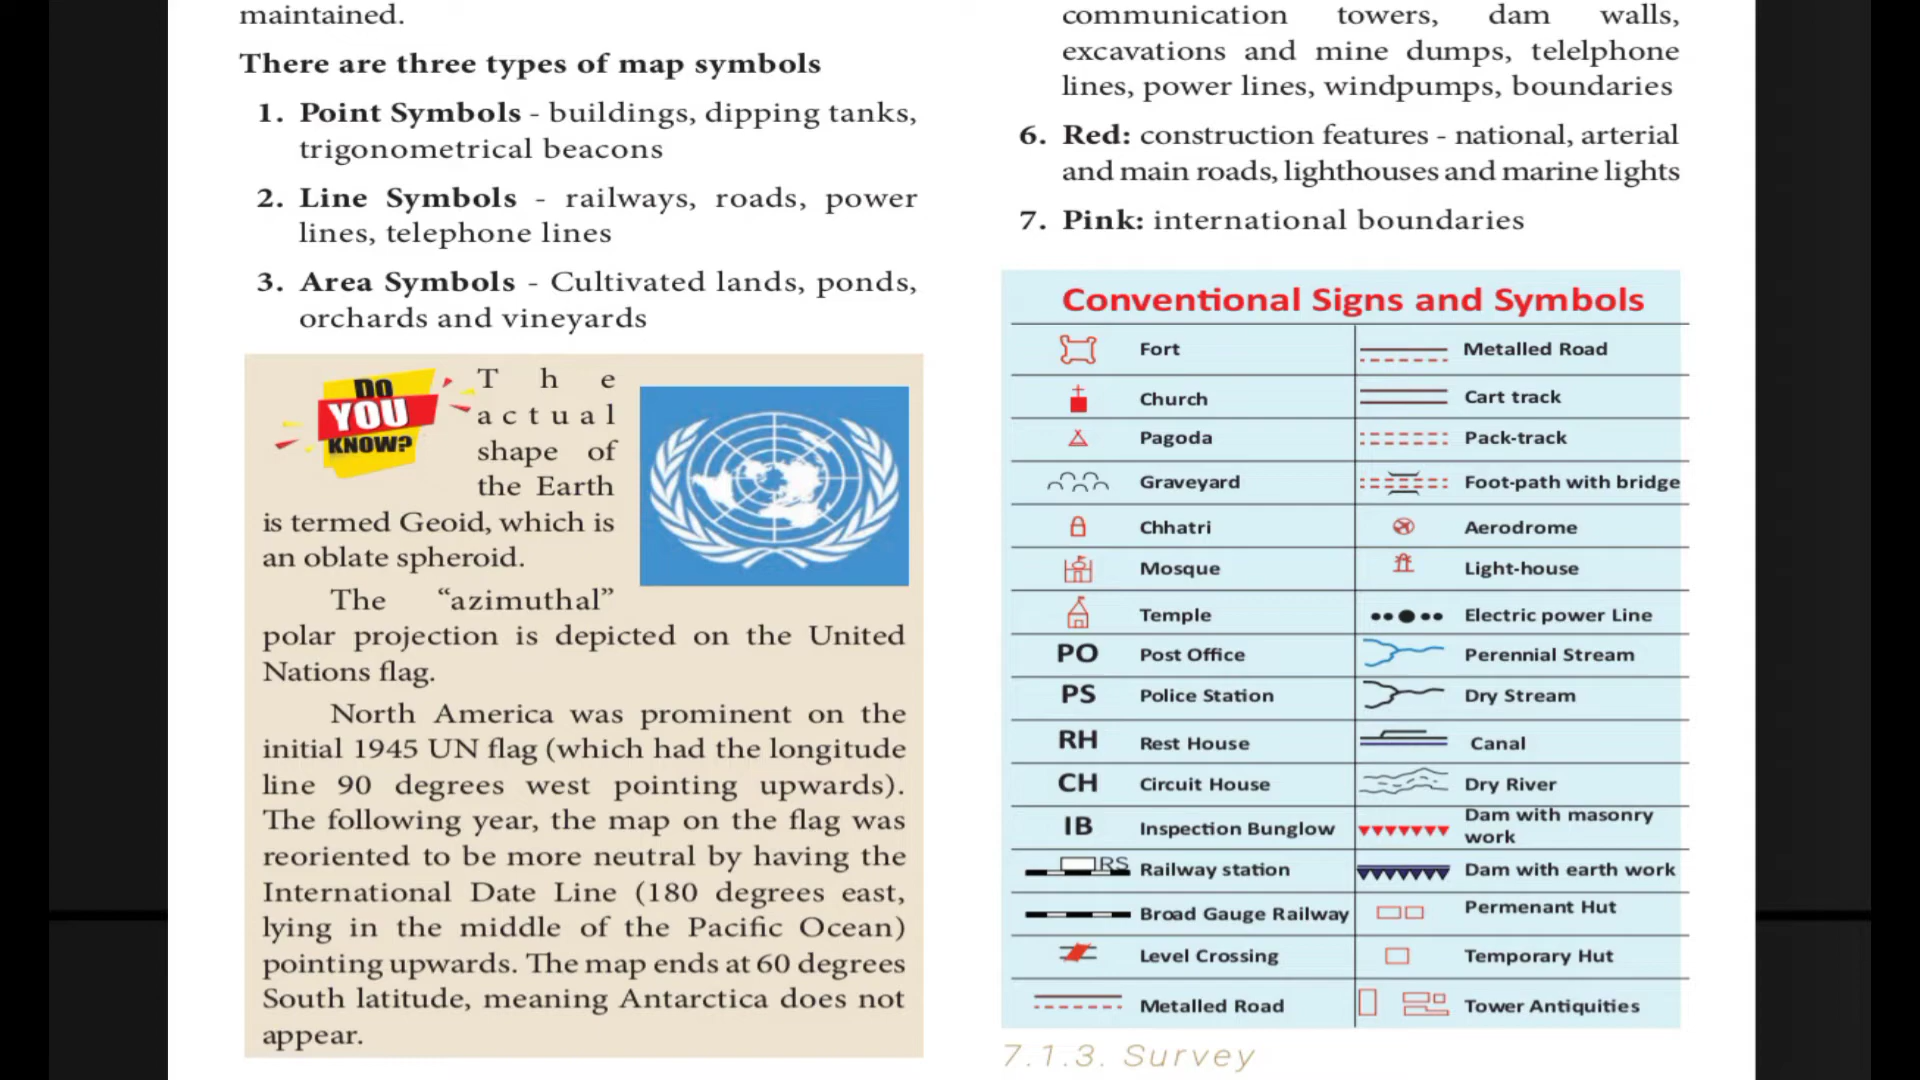 maintained.
There are three types of map symbols
1. Point Symbols - buildings, dipping tanks,
trigonometrical beacons
2. Line Symbols - railways, roads, power
lines, telephone lines
3. Area Symbols - Cultivated lands, ponds,
orchards and vineyards
DO
YOU
KNOW?
The
actual
shape of
the Earth
is termed Geoid, which is
an oblate spheroid.
The “azimuthal”
polar projection is depicted on the United
Nations flag.
North America was prominent on the
initial 1945 UN flag (which had the longitude
line 90 degrees west pointing upwards).
The following year, the map on the flag was
reoriented to be more neutral by having the
International Date Line (180 degrees east,
lying in the middle of the Pacific Ocean)
pointing upwards. The map ends at 60 degrees
South latitude, meaning Antarctica does not
appear.
communication towers, dam walls,
excavations and mine dumps, telelphone
lines, power lines, windpumps, boundaries
6. Red: construction features - national, arterial
and main roads, lighthouses and marine lights
7. Pink: international boundaries
Conventional Signs and Symbols
Fort Metalled Road
Church Cart track
Pagoda Pack-track
Graveyard Foot-path with bridge
Chhatri Aerodrome
Mosque Light-house
Temple Electric power Line
PO Post Office Perennial Stream
PS Police Station Dry Stream
RH Rest House Canal
CH Circuit House Dry River
IB Inspection Bunglow Dam with masonry
work
RS Railway station Dam with earth work
Broad Gauge Railway Permenant Hut
Level Crossing Temporary Hut
Metalled Road Tower Antiquities
7.1.3. Survey